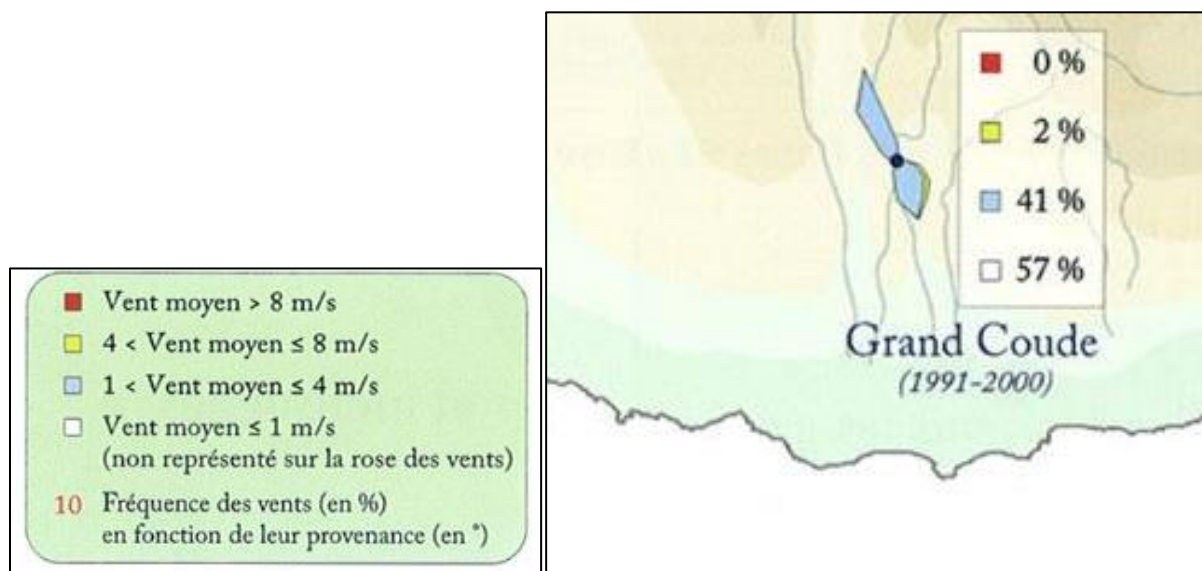 Vent moyen > 8 m/s
4 < Vent moyen ≤ 8 m/s
1 < Vent moyen ≤ 4 m/s
Vent moyen ≤ 1 m/s
(non représenté sur la rose des vents)
10 Fréquence des vents (en %)
en fonction de leur provenance (en °)
0 %
2 %
41 %
57 %
Grand Coude
(1991-2000)